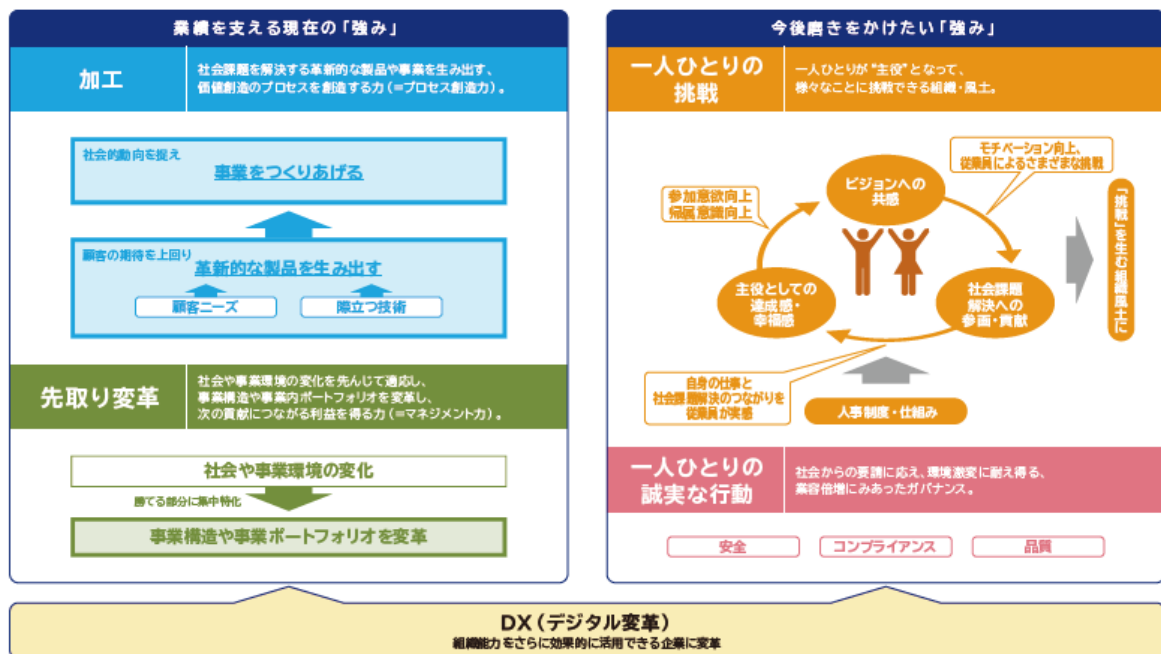 業績を支える現在の「強み」
加工
社会課題を解決する革新的な製品や事業を生み出す、
価値創造のプロセスを創造する力(=プロセス創造力)。
社会的動向を捉え
事業をつくりあげる
顧客の期待を上回り
革新的な製品を生み出す
顧客ニーズ
際立つ技術
先取り変革
社会や事業環境の変化を先んじて適応し、
事業構造や事業内ポートフォリオを変革し、
次の貢献につながる利益を得る力(=マネジメント力)。
社会や事業環境の変化
勝てる部分に集中特化
事業構造や事業ポートフォリオを変革
今後磨きをかけたい「強み」
一人ひとりの
挑戦
一人ひとりが“主役”となって、
様々なことに挑戦できる組織・風土。
モチベーション向上、
従業員によるさまざまな挑戦
ビジョンへの
共感
参加意欲向上
帰属意識向上
主役としての
達成感・
幸福感
社会課題
解決への
参画・貢献
「挑戦」を生む組織風土に
自身の仕事と
社会課題解決のつながりを
従業員が実感
人事制度・仕組み
一人ひとりの
誠実な行動
社会からの要請に応え、環境激変に耐え得る、
業容倍増にみあったガバナンス。
安全
コンプライアンス
品質
DX(デジタル変革)
組織能力をさらに効果的に活用できる企業に変革